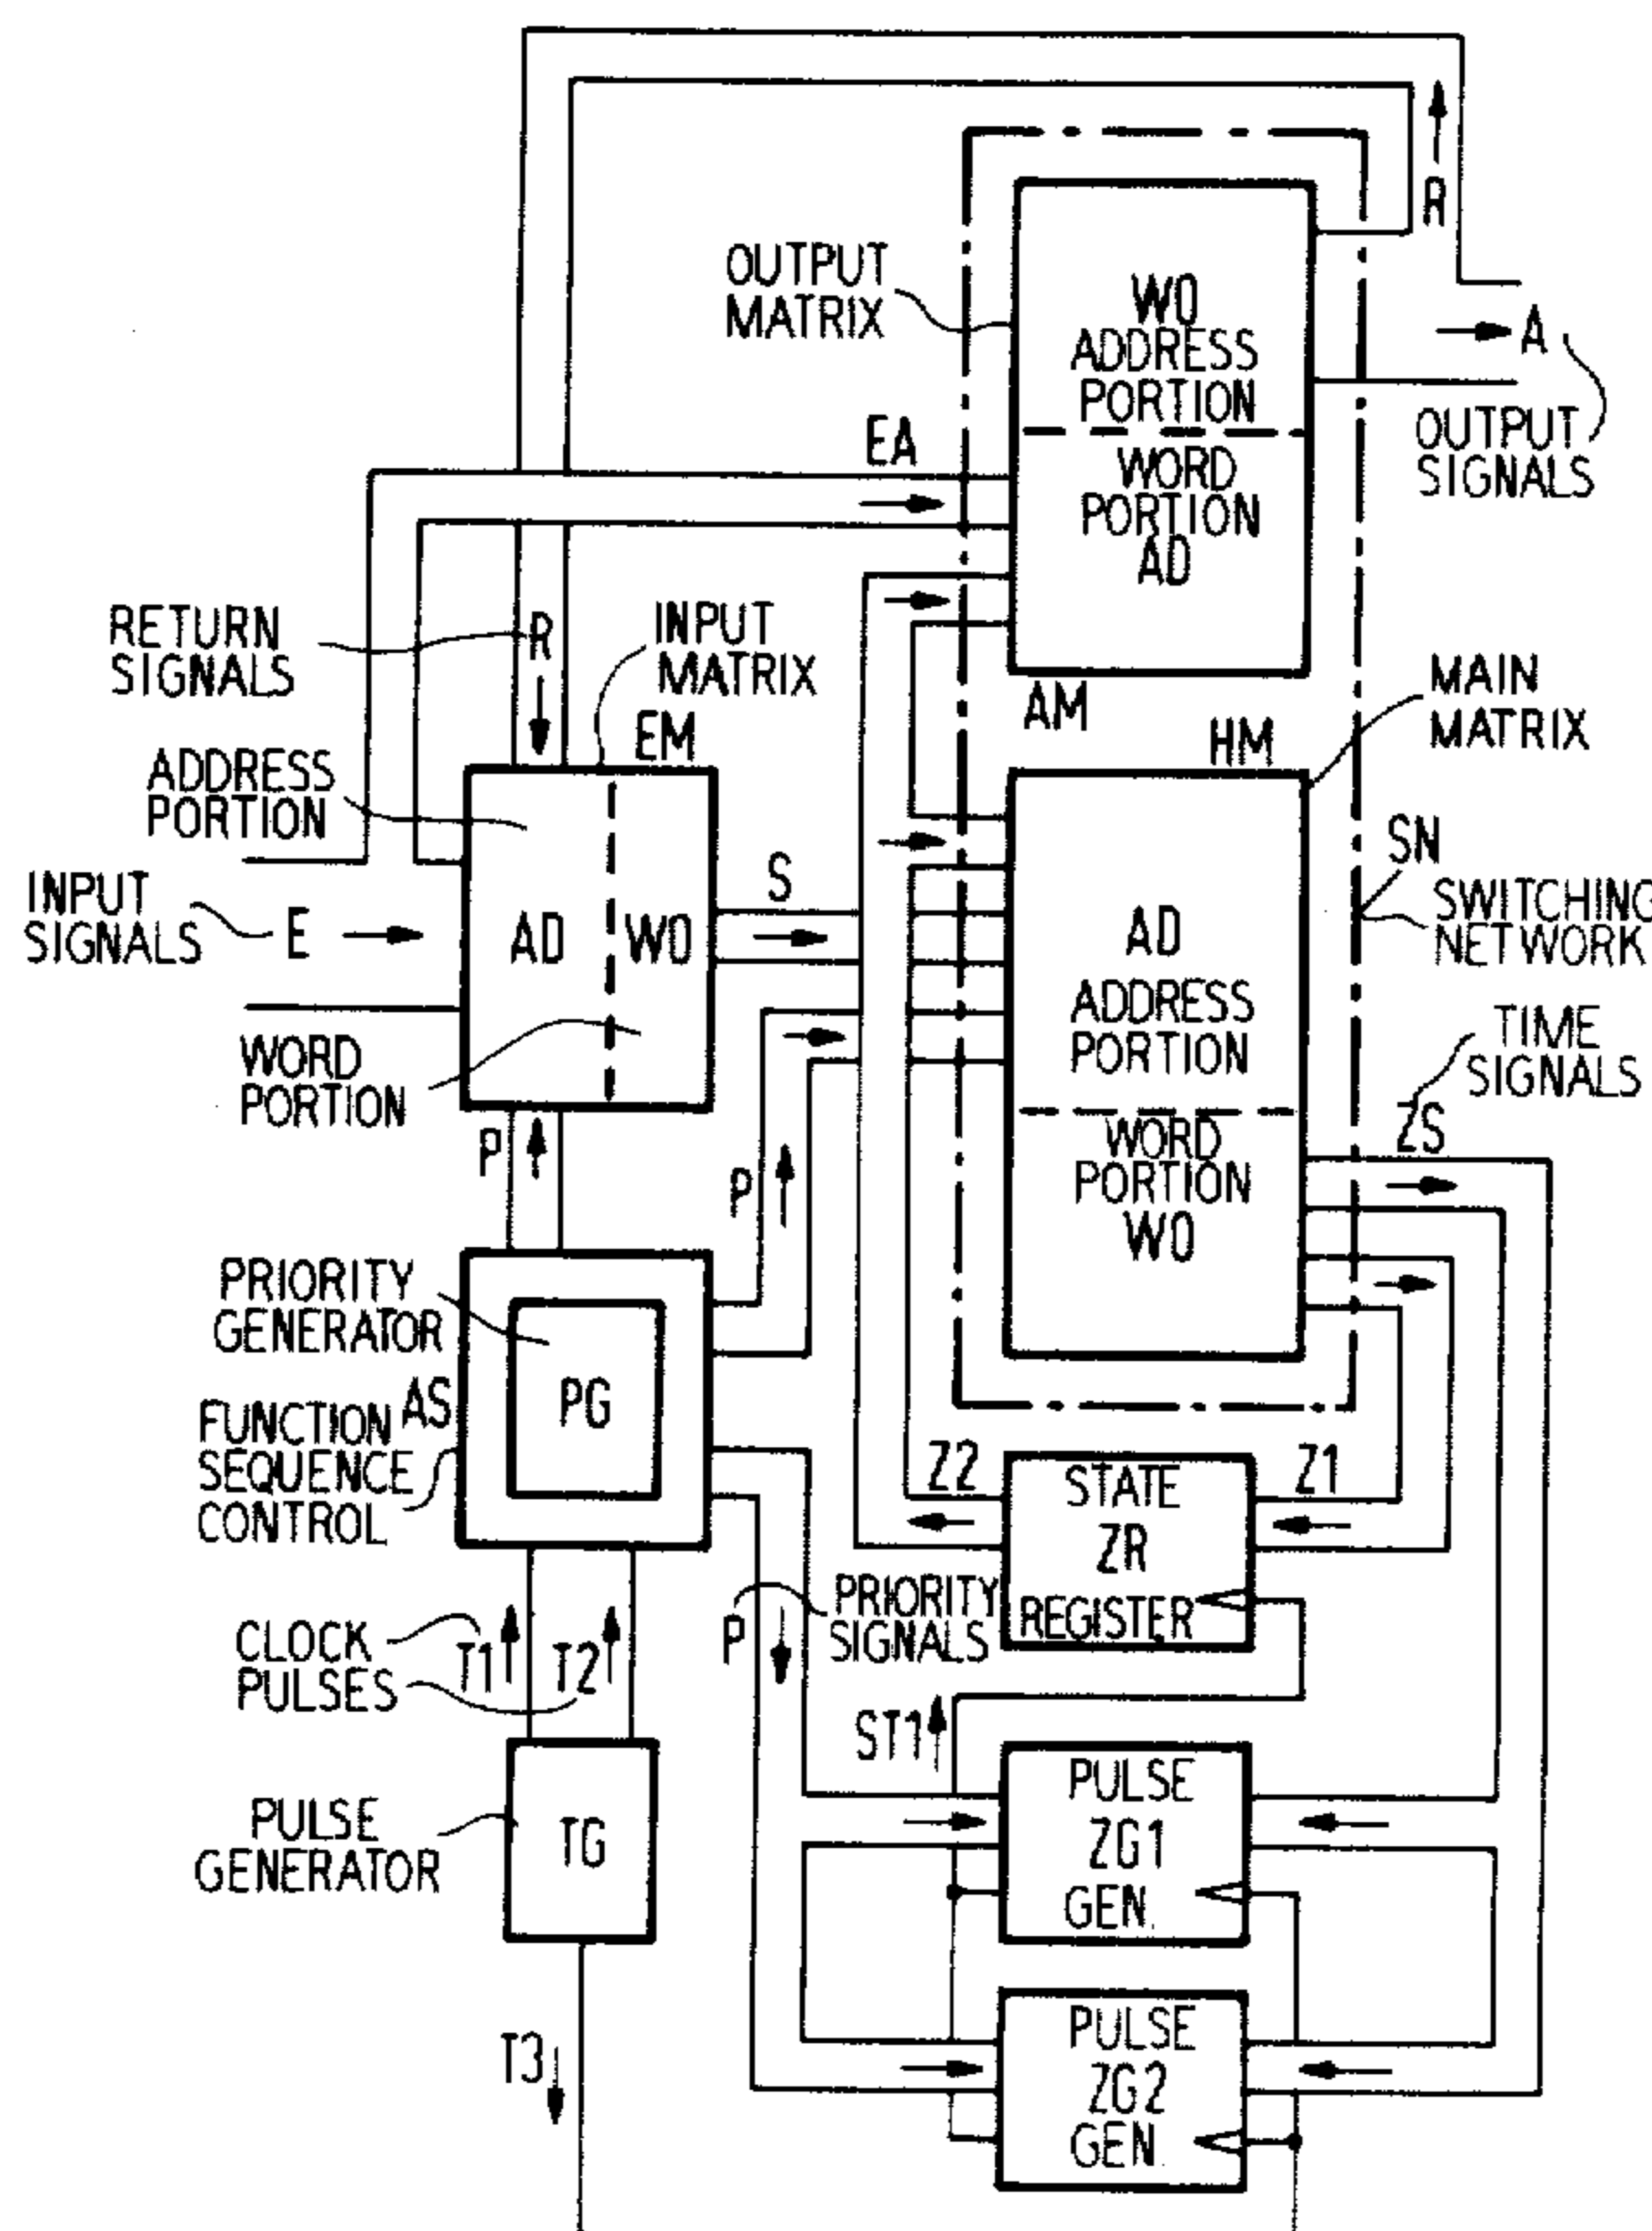 R
OUTPUT
MATRIX
WO
ADDRESS
PORTION
A
OUTPUT
SIGNALS
EA
WORD
PORTION
AD
RETURN
SIGNALS
R
INPUT
MATRIX
AM
MAIN
MATRIX
EM
HM
ADDRESS
PORTION
SN
SWITCHING
NETWORK
INPUT
SIGNALS
E
AD
WO
S
AD
ADDRESS
PORTION
TIME
SIGNALS
WORD
PORTION
ZS
P
P
WORD
PORTION
WO
PRIORITY
GENERATOR
AS
PG
FUNCTION
SEQUENCE
CONTROL
Z2
STATE
ZR
REGISTER
Z1
P
PRIORITY
SIGNALS
CLOCK
PULSES
T1
T2
ST1
PULSE
ZG1
GEN.
PULSE
GENERATOR
TG
T3
PULSE
ZG2
GEN